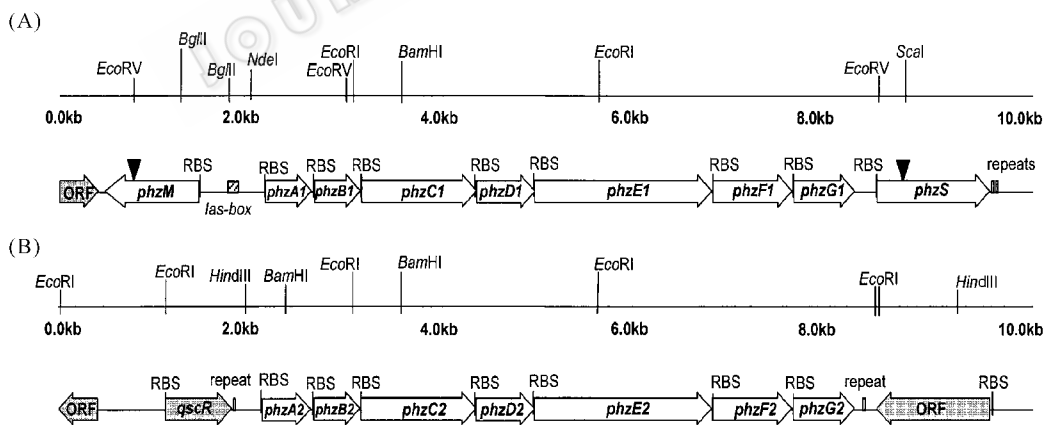 (A)
JOUR
BglII
NdeI
EcoRI
BamHI
EcoRI
ScaI
EcoRV
BglII
EcoRV
EcoRV
0.0kb 2.0kb 4.0kb 6.0kb 8.0kb 10.0kb
RBS RBS RBS RBS RBS RBS RBS RBS RBS repeats
ORF phzM phzA1 phzB1 phzC1 phzD1 phzE1 phzF1 phzG1 phzS
las-box
(B)
EcoRI EcoRI HindIII BamHI EcoRI BamHI EcoRI EcoRI HindIII
0.0kb 2.0kb 4.0kb 6.0kb 8.0kb 10.0kb
RBS repeat RBS RBS RBS RBS RBS RBS RBS repeat RBS
ORF qscR phzA2 phzB2 phzC2 phzD2 phzE2 phzF2 phzG2 ORF